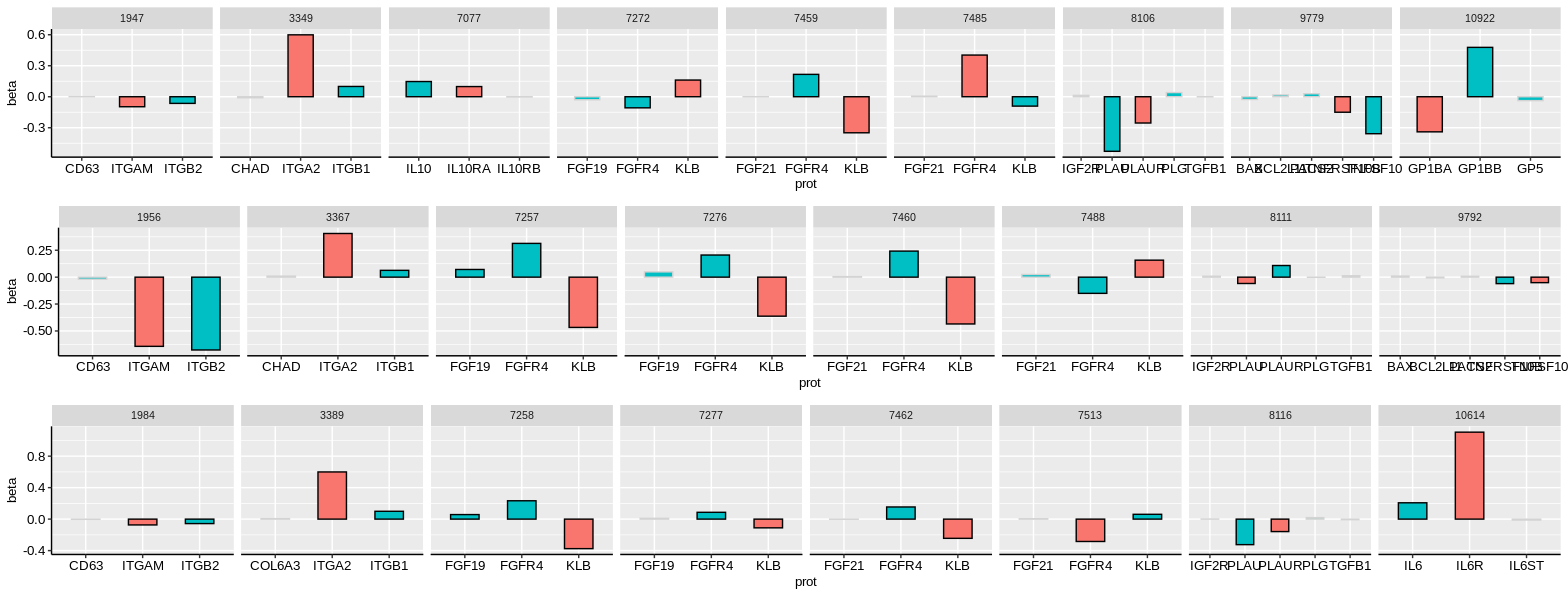 1947 3349 7077 7272 7459 7485 8106 9779 10922
0.6
0.3
0.0
-0.3
beta
CD63 ITGAM ITGB2 CHAD ITGA2 ITGB1 IL10 IL10RA IL10RB FGF19 FGFR4 KLB FGF21 FGFR4 KLB FGF21 FGFR4 KLB IGF2R PLAU PLAUR PLG TGFB1 BAX GP1BA GP1BB GP5
prot
1956 3367 7257 7276 7460 7488 8111 9792
0.25
0.00
-0.25
-0.50
beta
CD63 ITGAM ITGB2 CHAD ITGA2 ITGB1 FGF19 FGFR4 KLB FGF19 FGFR4 KLB FGF21 FGFR4 KLB FGF21 FGFR4 KLB IGF2R PLAU PLAUR PLG TGFB1 BAX
prot
1984 3389 7258 7277 7462 7513 8116 10614
0.8
0.4
0.0
-0.4
beta
CD63 ITGAM ITGB2 COL6A3 ITGA2 ITGB1 FGF19 FGFR4 KLB FGF19 FGFR4 KLB FGF21 FGFR4 KLB FGF21 FGFR4 KLB IGF2R PLAU PLAUR PLG TGFB1 IL6 IL6R IL6ST
prot